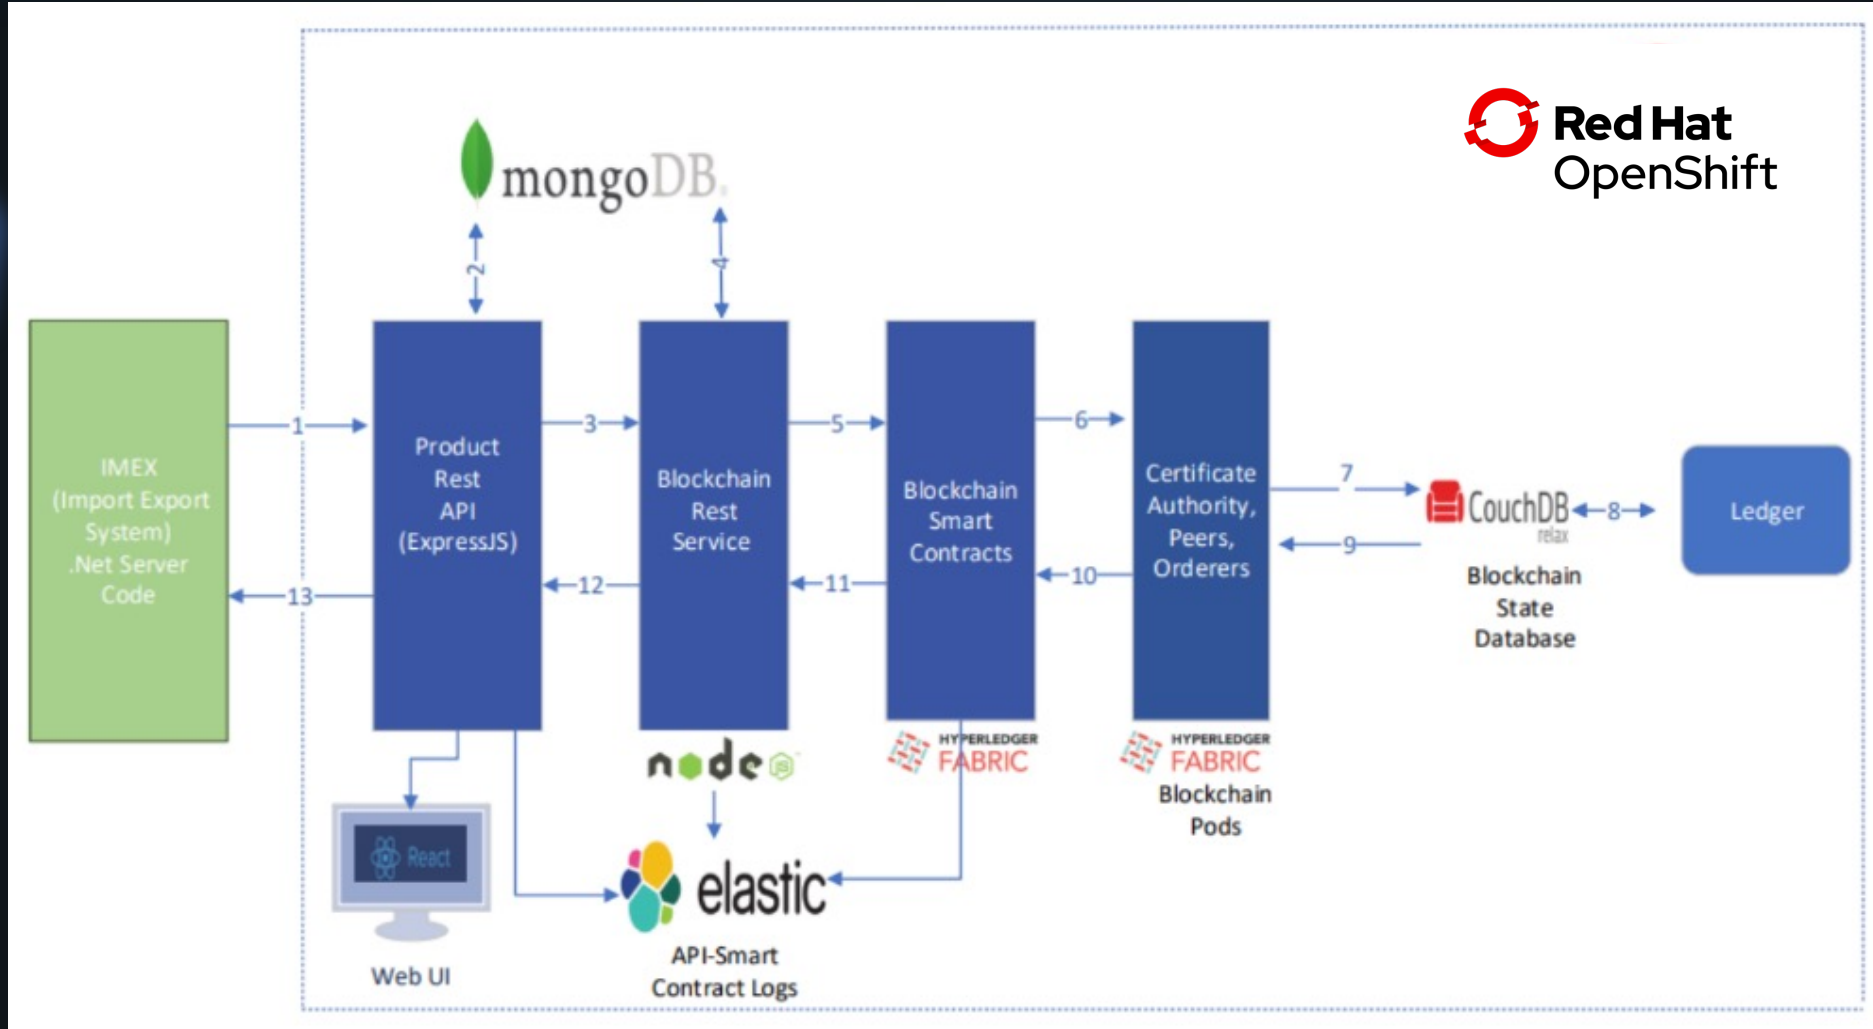 Red Hat
OpenShift
mongoDB.
2
4
IMEX
(Import Export
System)
.Net Server
Code
1
13
Product
Rest
API
(ExpressJS)
3
12
Blockchain
Rest
Service
5
11
Blockchain
Smart
Contracts
6
10
Certificate
Authority,
Peers,
Orderers
7
9
CouchDB
relax
8
Blockchain
State
Database
Ledger
node
JS
HYPERLEDGER
FABRIC
HYPERLEDGER
FABRIC
Blockchain
Pods
React
Web UI
elastic
API-Smart
Contract Logs